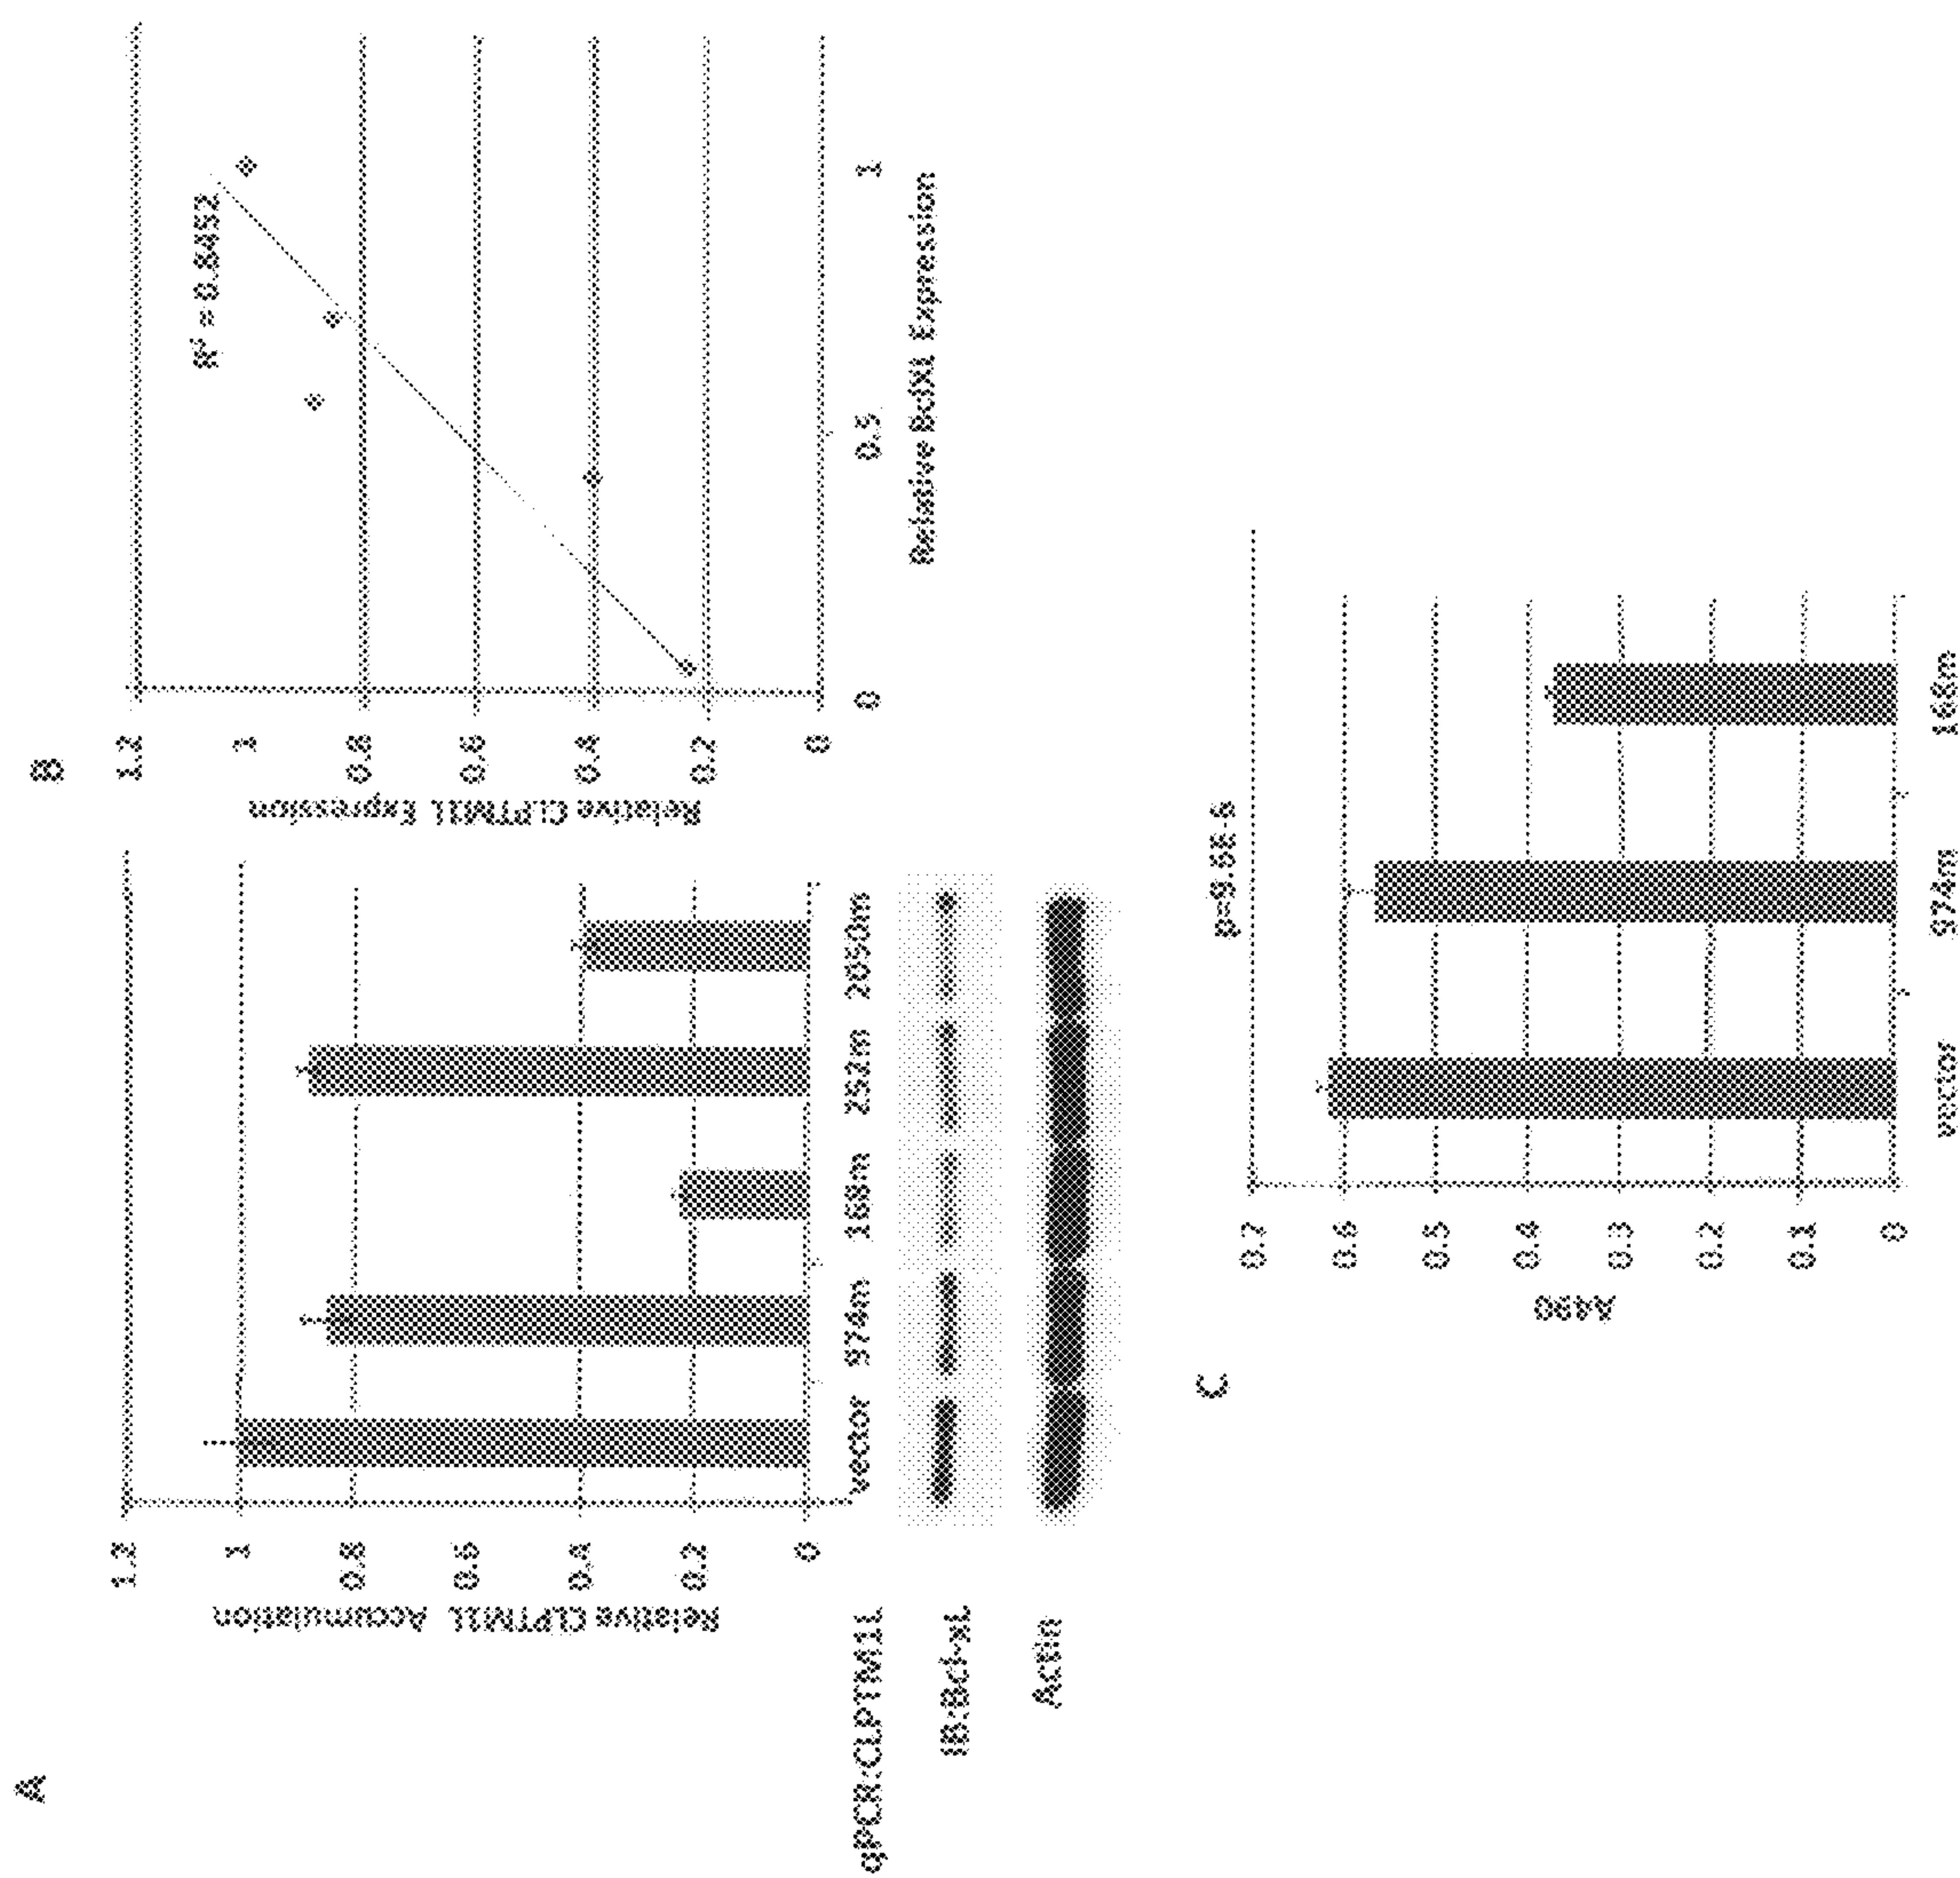 A
Relative CLPTM1L Accumulation
1.2
1
0.8
0.6
0.4
0.2
0
vector 974m 168m 252m 2050m
qPCR:CLPTM1L
IB:Bcl-xL
Actin
B
Relative CLPTM1L Expression
1.2
1
0.8
0.6
0.4
0.2
0
R² = 0.8452
0 0.5 1
Relative BclXL Expression
C
A490
0.7
0.6
0.5
0.4
0.3
0.2
0.1
0
vector 974m 168m